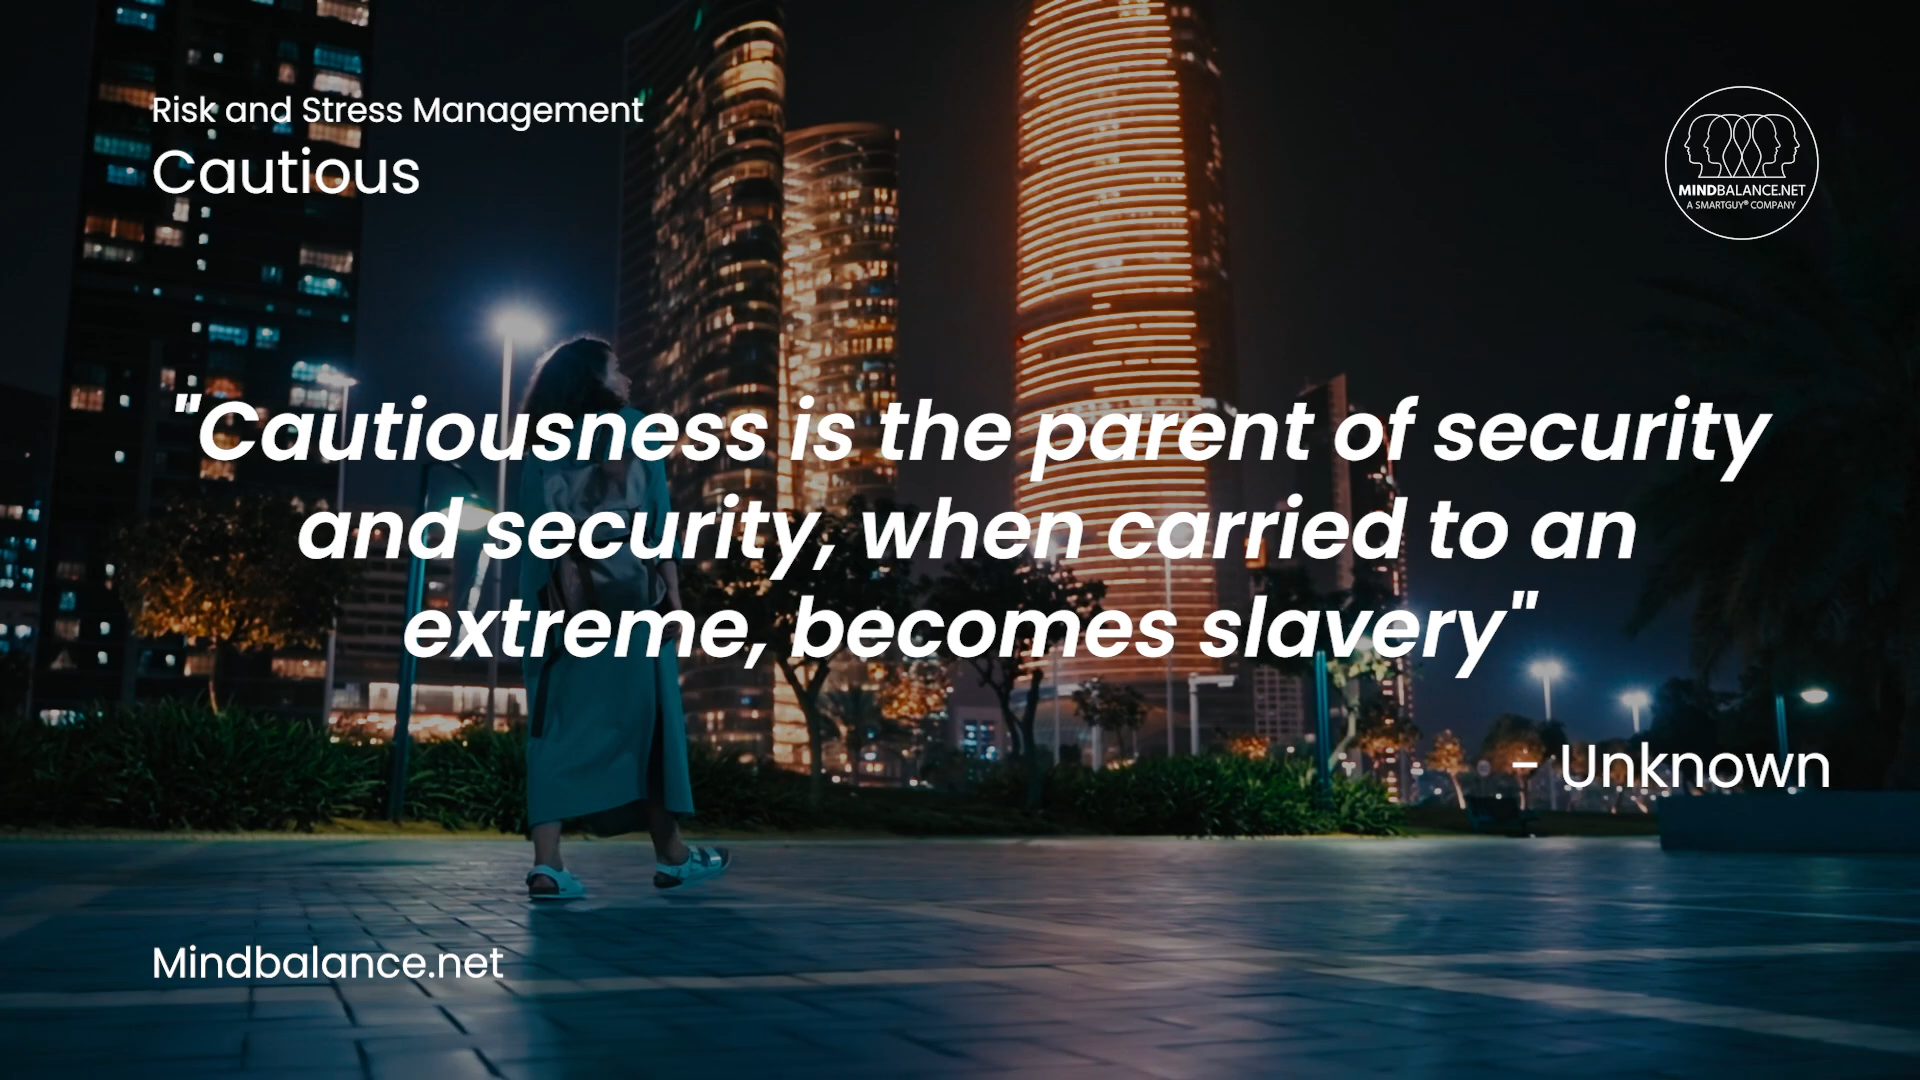 Risk and Stress Management
Cautious
MINDBALANCE.NET
A SMARTGUY® COMPANY
"Cautiousness is the parent of security
and security, when carried to an
extreme, becomes slavery"
- Unknown
Mindbalance.net